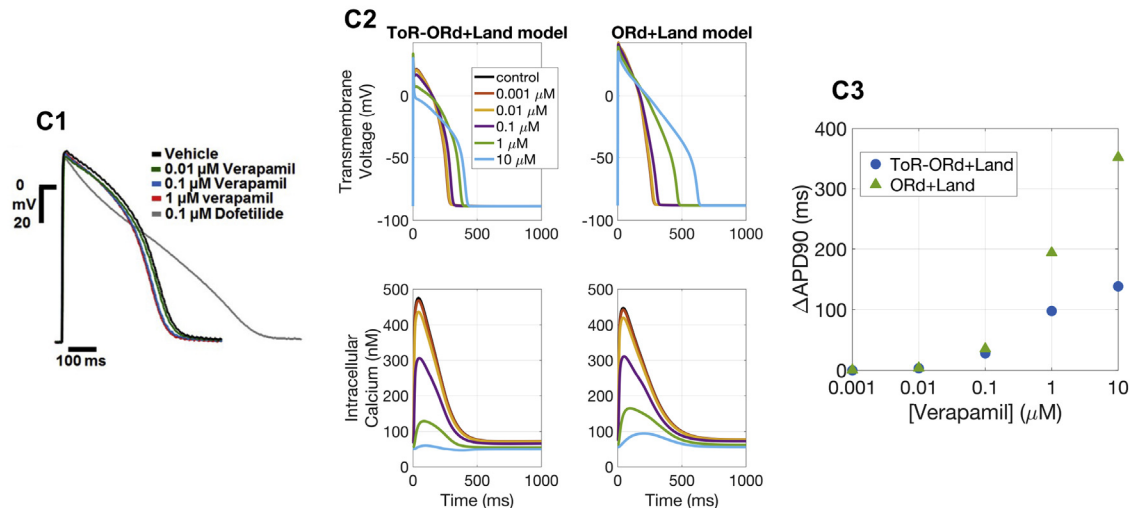 C1
0
mV
20
Vehicle
0.01 µM Verapamil
0.1 µM Verapamil
1 µM verapamil
0.1 µM Dofetilide
100 ms
C2
ToR-ORd+Land model
ORd+Land model
Transmembrane
Voltage (mV)
0
-50
-100
control
0.001 µM
0.01 µM
0.1 µM
1 µM
10 µM
0
500
1000
0
500
1000
Intracellular
Calcium (nM)
500
400
300
200
100
0
0
500
1000
0
500
1000
Time (ms)
Time (ms)
C3
ΔAPD90 (ms)
400
300
200
100
0
ToR-ORd+Land
ORd+Land
0.001
0.01
0.1
1
10
[Verapamil] (µM)